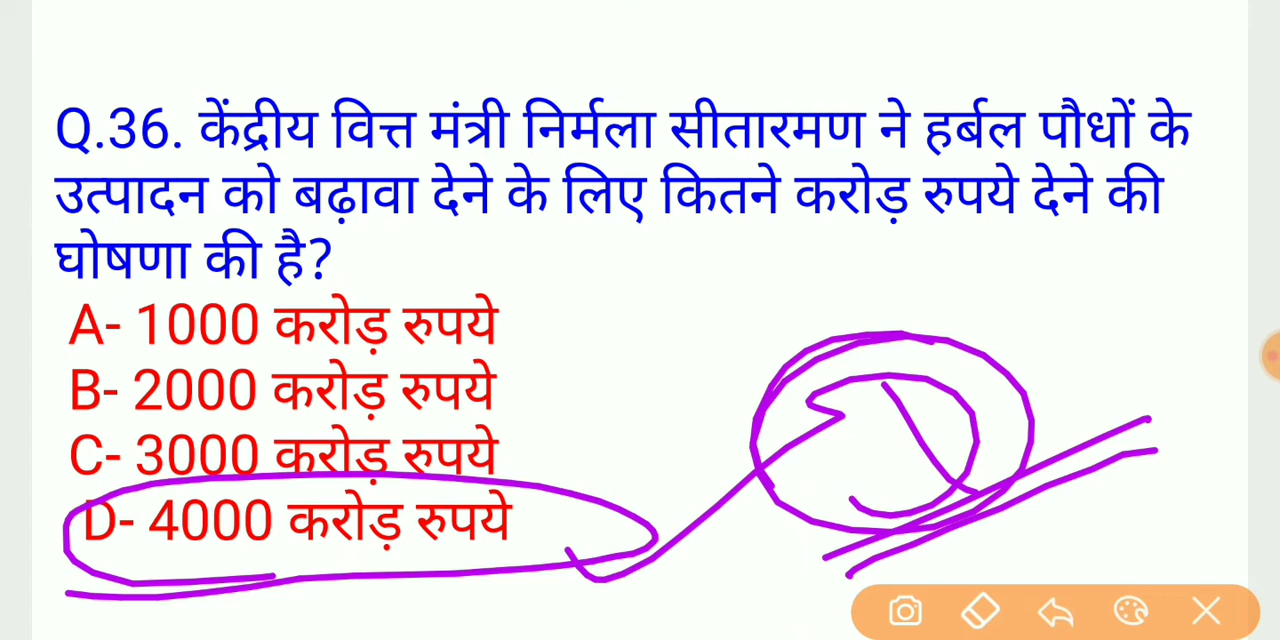 Q.36. केंद्रीय वित्त मंत्री निर्मला सीतारमण ने हर्बल पौधों के
उत्पादन को बढ़ावा देने के लिए कितने करोड़ रुपये देने की
घोषणा की है?
A- 1000 करोड़ रुपये
B- 2000 करोड़ रुपये
C- 3000 करोड़ रुपये
D- 4000 करोड़ रुपये